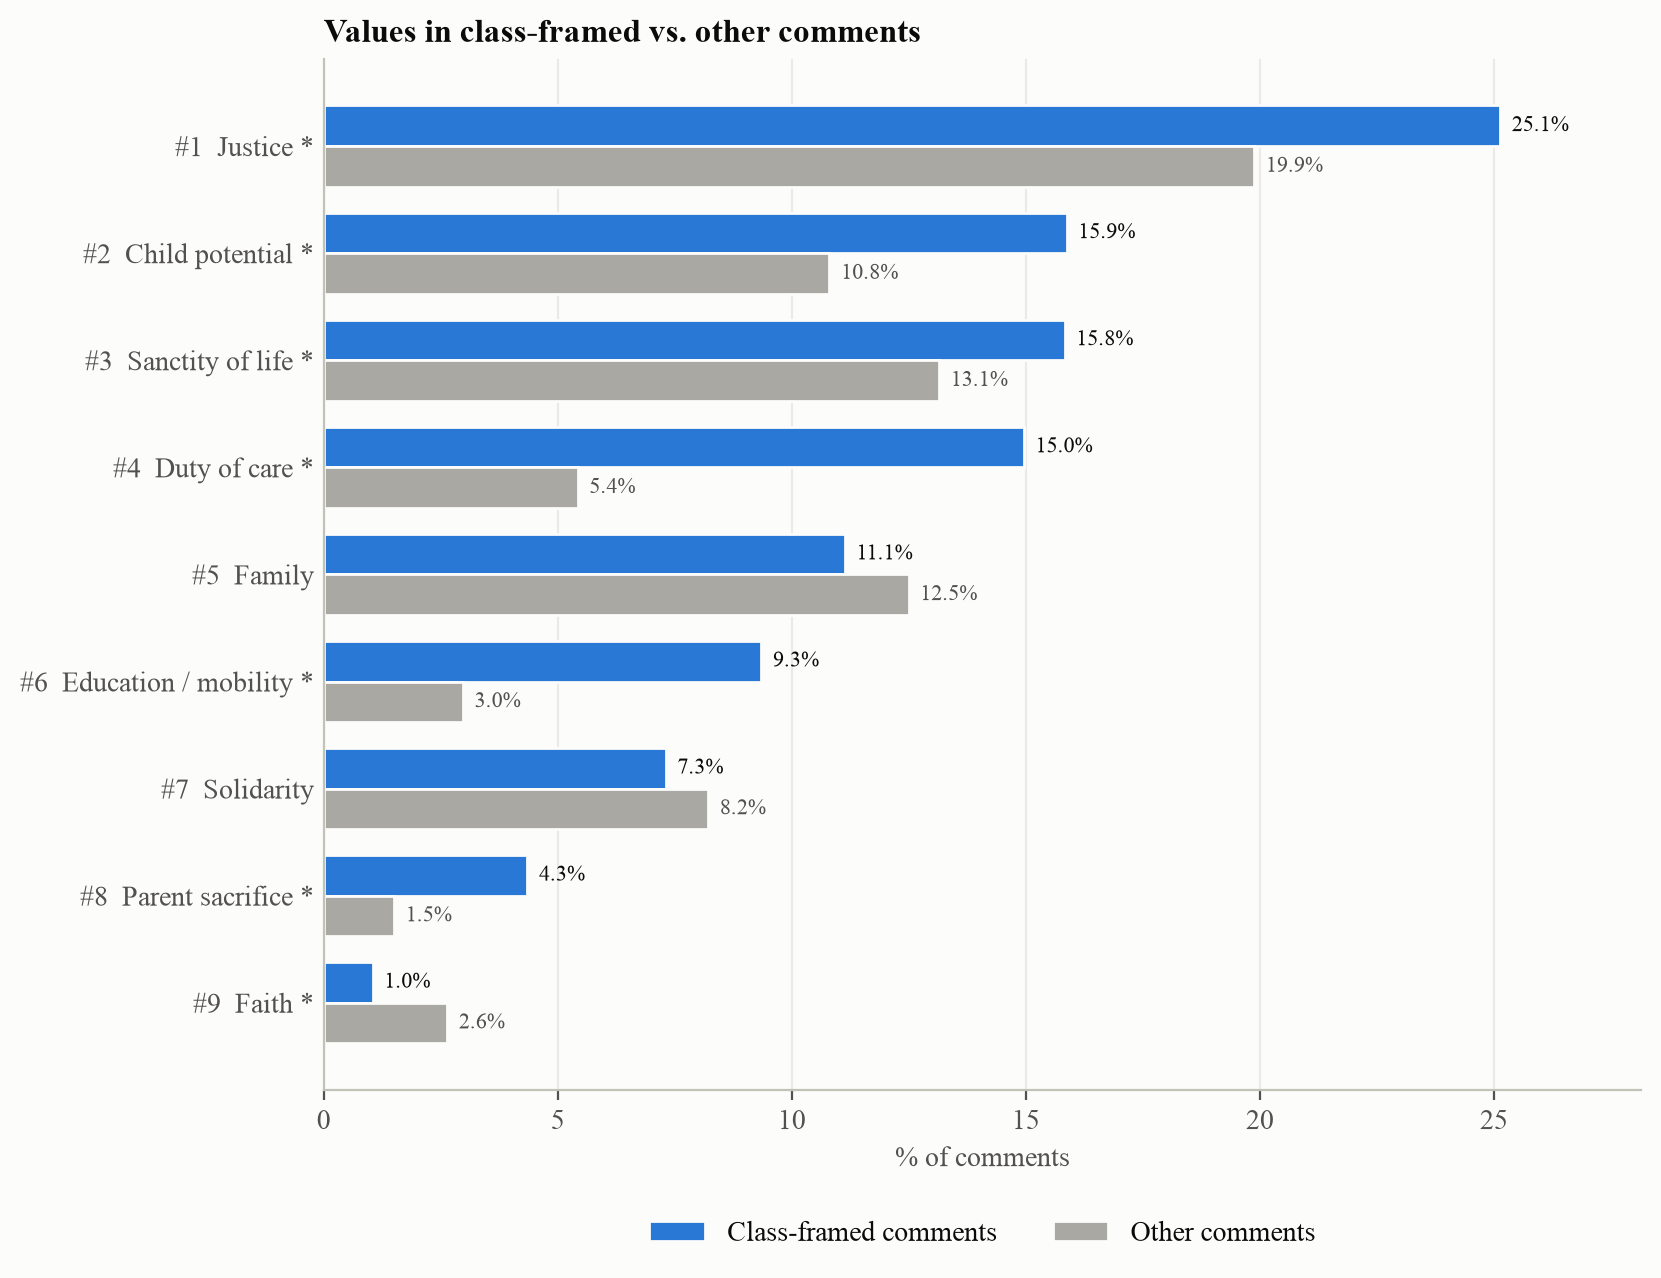 Values in class-framed vs. other comments
#1 Justice *
25.1%
19.9%
#2 Child potential *
15.9%
10.8%
#3 Sanctity of life *
15.8%
13.1%
#4 Duty of care *
15.0%
5.4%
#5 Family
11.1%
12.5%
#6 Education / mobility *
9.3%
3.0%
#7 Solidarity
7.3%
8.2%
#8 Parent sacrifice *
4.3%
1.5%
#9 Faith *
1.0%
2.6%
0 5 10 15 20 25
% of comments
Class-framed comments Other comments